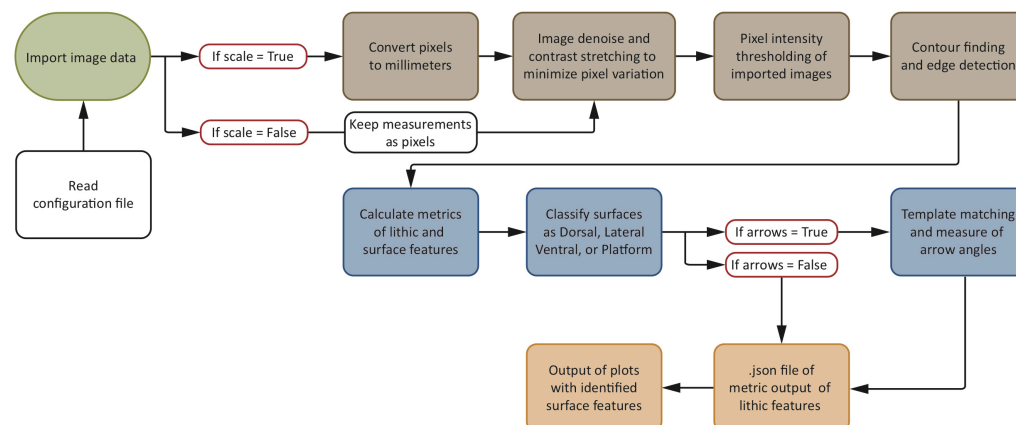 Import image data
If scale = True
Convert pixels
to millimeters
Image denoise and
contrast stretching to
minimize pixel variation
Pixel intensity
thresholding of
imported images
Contour finding
and edge detection
If scale = False
Keep measurements
as pixels
Read
configuration file
Calculate metrics
of lithic and
surface features
Classify surfaces
as Dorsal, Lateral
Ventral, or Platform
If arrows = True
If arrows = False
Template matching
and measure of
arrow angles
Output of plots
with identified
surface features
.json file of
metric output of
lithic features